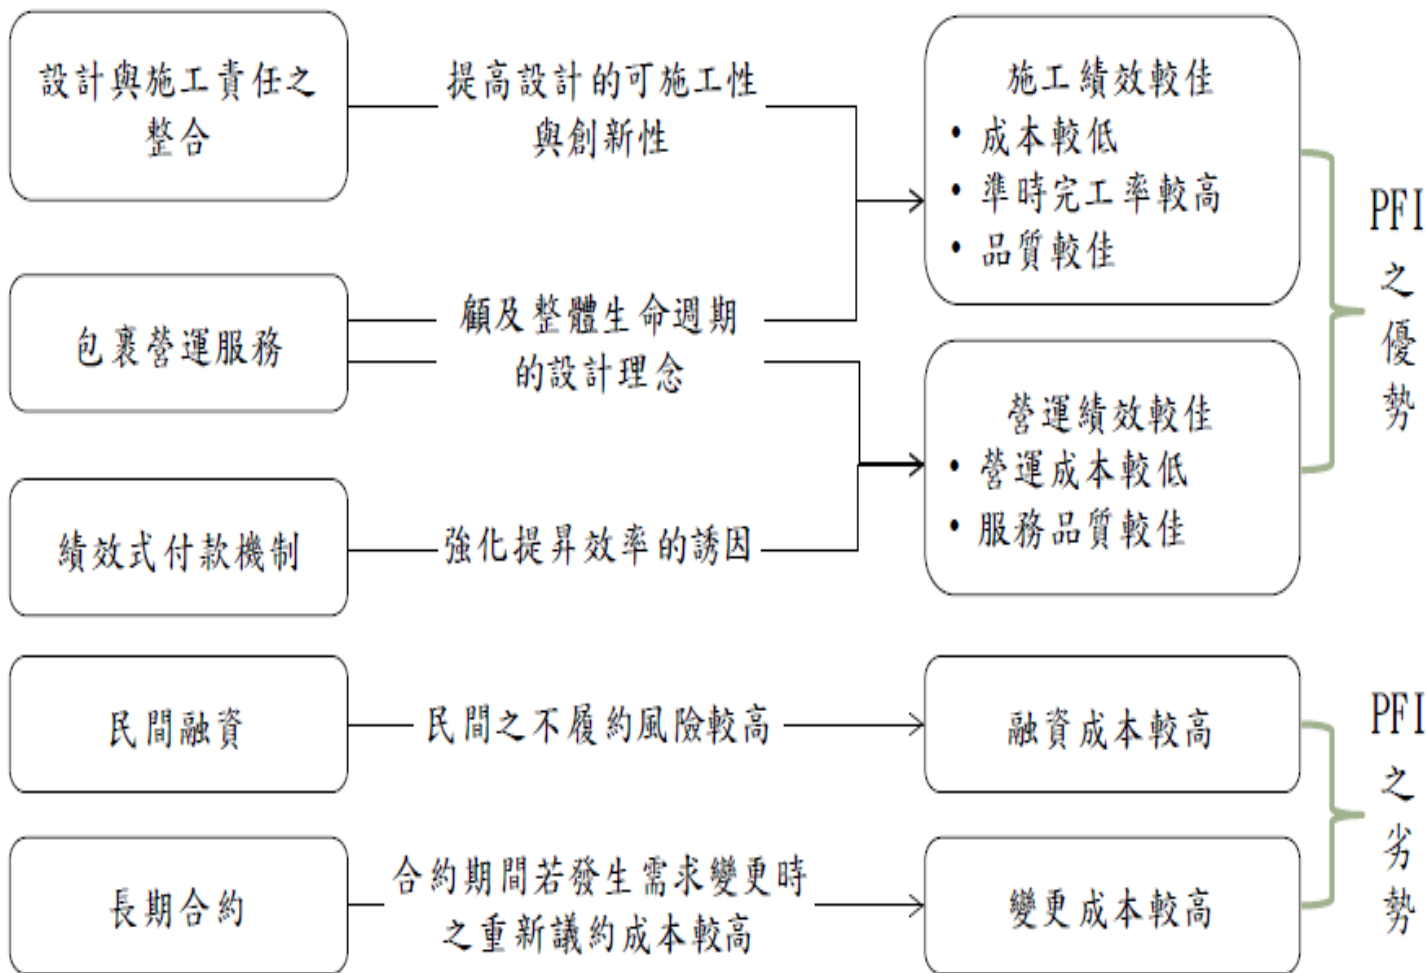 設計與施工責任之
整合
提高設計的可施工性
與創新性
施工績效較佳
• 成本較低
• 準時完工率較高
• 品質較佳
包裹營運服務
顧及整體生命週期
的設計理念
營運績效較佳
• 營運成本較低
• 服務品質較佳
績效式付款機制
強化提昇效率的誘因
PFI
之
優
勢
民間融資
民間之不履約風險較高
融資成本較高
長期合約
合約期間若發生需求變更時
之重新議約成本較高
變更成本較高
PFI
之
劣
勢